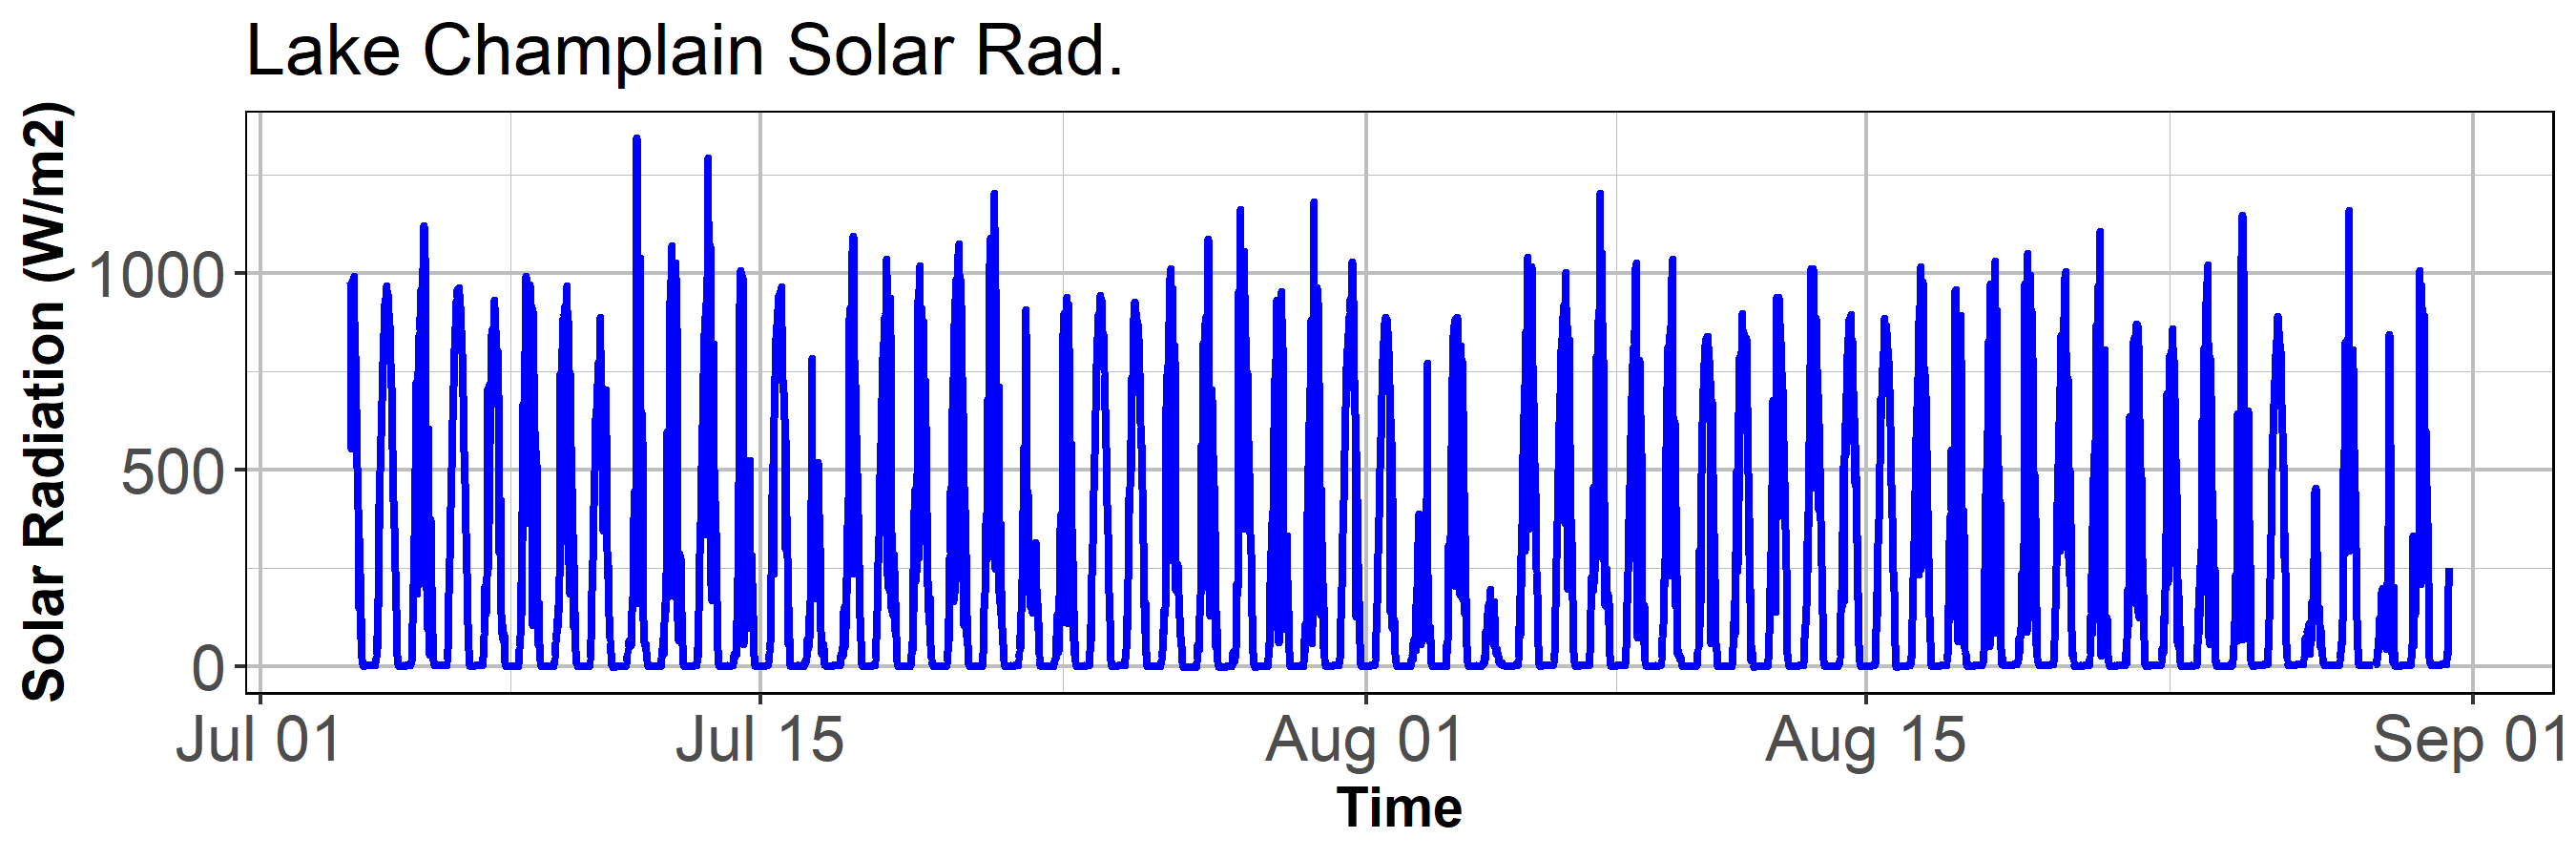 Lake Champlain Solar Rad.
Solar Radiation (W/m2)
1000
500
0
Jul 01
Jul 15
Aug 01
Aug 15
Sep 01
Time